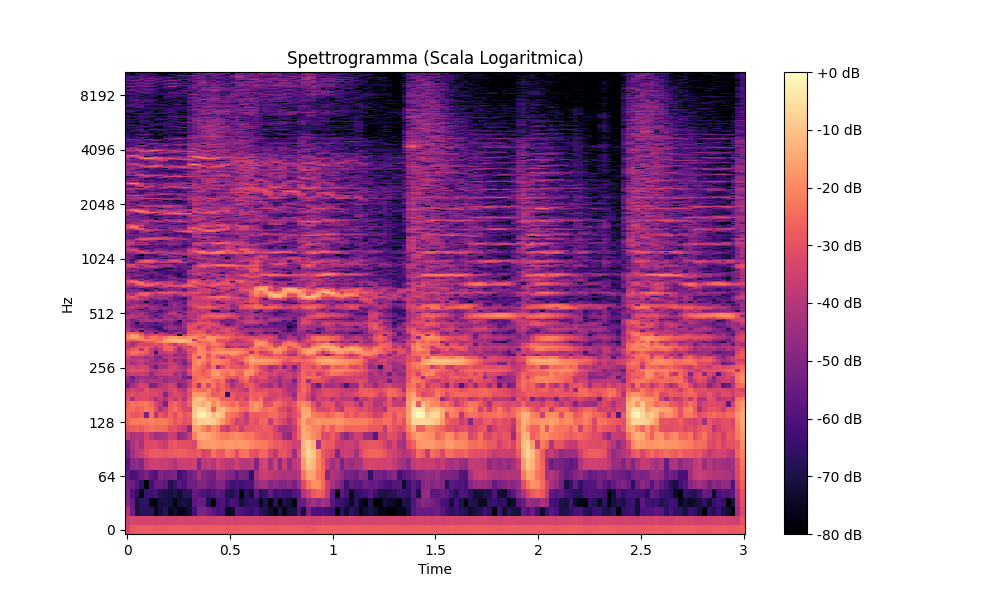 Spettrogramma (Scala Logaritmica)
Hz
8192
4096
2048
1024
512
256
128
64
0
0 0.5 1 1.5 2 2.5 3
Time
+0 dB
-10 dB
-20 dB
-30 dB
-40 dB
-50 dB
-60 dB
-70 dB
-80 dB